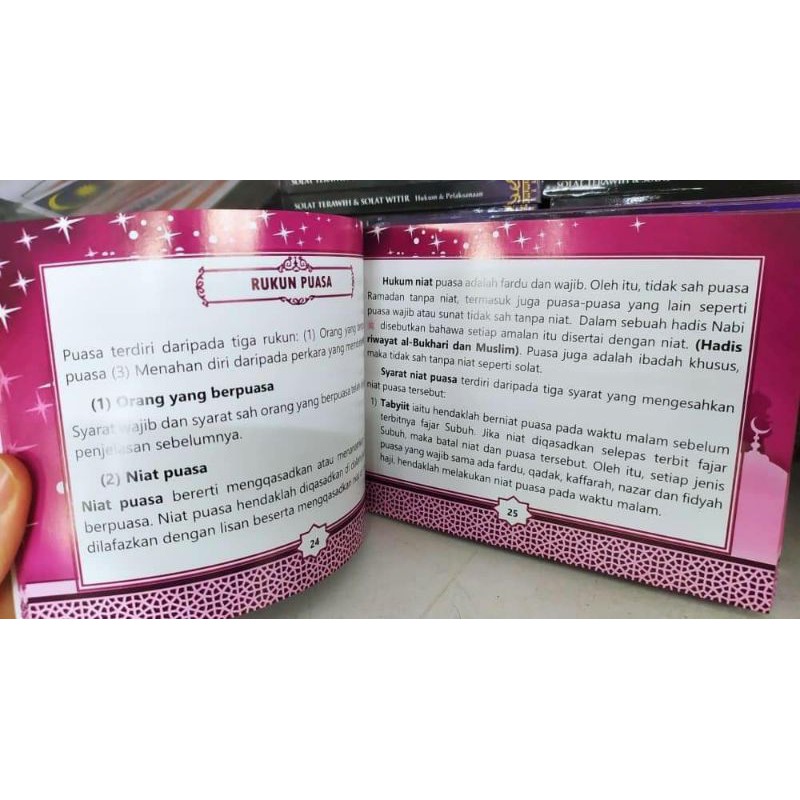 SOLAT TERAWIH & SOLAT WITIR Hukum & Pelaksanaan
SOLAT TERAWIH &
RUKUN PUASA
Puasa terdiri daripada tiga rukun: (1) Orang yang
puasa (3) Menahan diri daripada perkara yang
(1) Orang yang berpuasa
Syarat wajib dan syarat sah orang yang berpuasa
penjelasan sebelumnya.
(2) Niat puasa
Niat puasa bererti mengqasadkan atau
berpuasa. Niat puasa hendaklah diqasadkan di
dilafazkan dengan lisan beserta mengqasadkan
24
Hukum niat puasa adalah fardu dan wajib. Oleh itu, tidak sah puasa
Ramadan tanpa niat, termasuk juga puasa-puasa yang lain seperti
puasa wajib atau sunat tidak sah tanpa niat. Dalam sebuah hadis Nabi
disebutkan bahawa setiap amalan itu disertai dengan niat. (Hadis
riwayat al-Bukhari dan Muslim). Puasa juga adalah ibadah khusus,
maka tidak sah tanpa niat seperti solat.
Syarat niat puasa terdiri daripada tiga syarat yang mengesahkan
niat puasa tersebut:
1) Tabyiit iaitu hendaklah berniat puasa pada waktu malam sebelum
terbitnya fajar Subuh. Jika niat diqasadkan selepas terbit fajar
Subuh, maka batal niat dan puasa tersebut. Oleh itu, setiap jenis
puasa yang wajib sama ada fardu, qadak, kaffarah, nazar dan fidyah
haji, hendaklah melakukan niat puasa pada waktu malam.
25